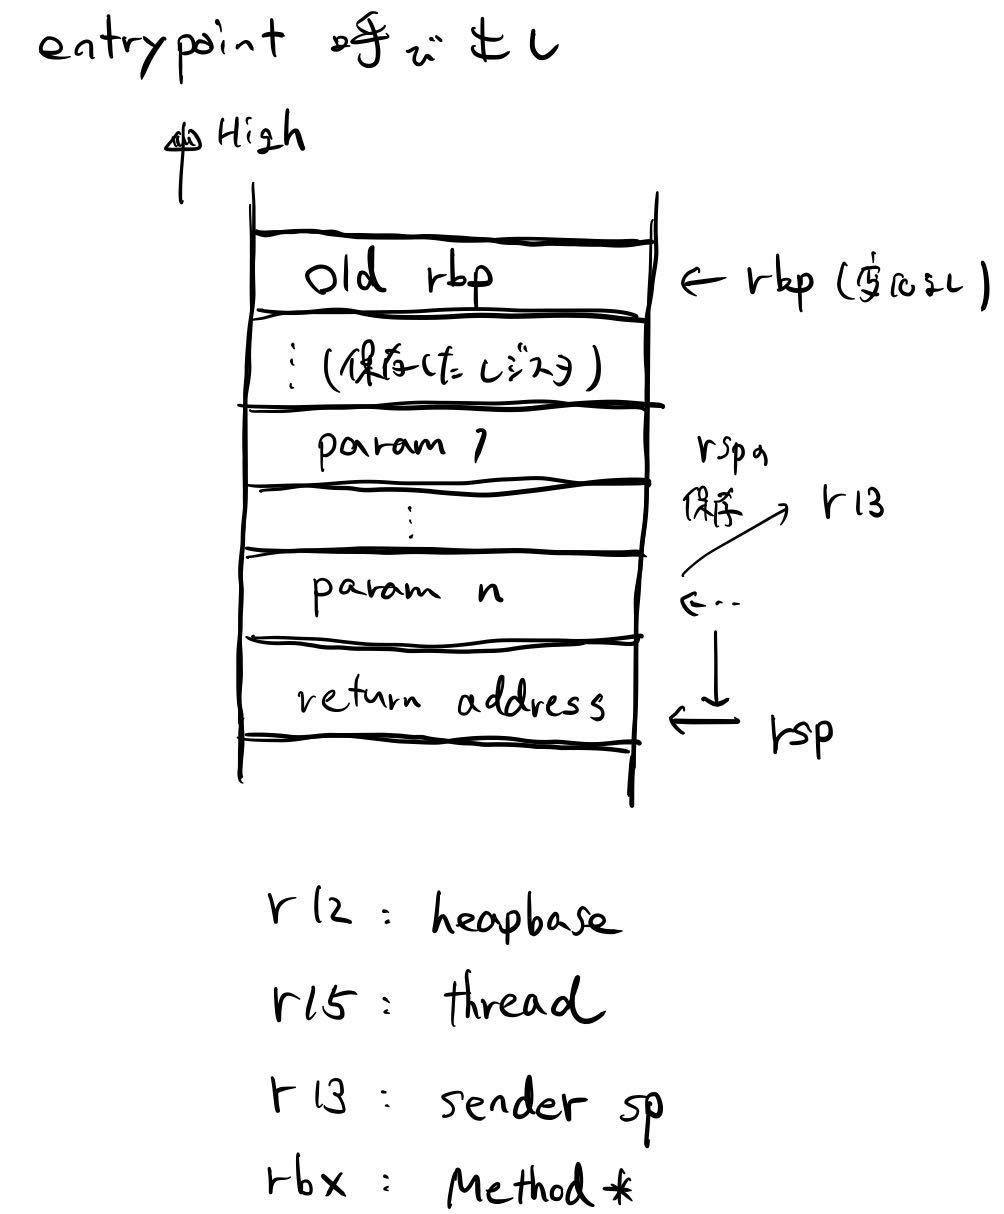 entrypoint 呼び出し
High
old rbp
← rbp (変化なし)
⋮ (保存したレジスタ)
param 1
rspの
保存
r13
⋮
param n
←…
return address
← rsp
r12 : heapbase
r15 : thread
r13 : sender sp
rbx : Method*